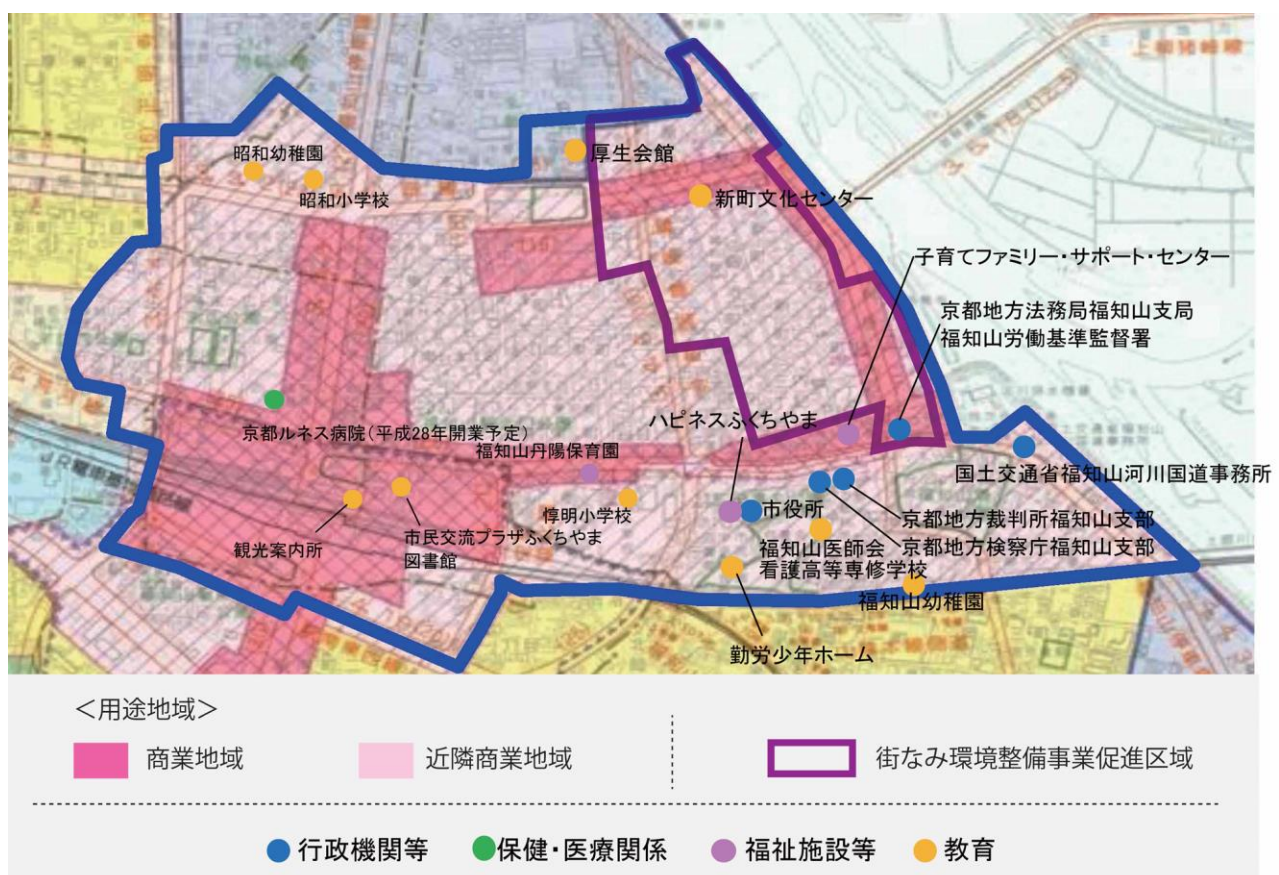 昭和幼稚園
昭和小学校
厚生会館
新町文化センター
子育てファミリー・サポート・センター
京都地方法務局福知山支局
福知山労働基準監督署
ハピネスふくちやま
京都ルネス病院(平成28年開業予定)
福知山丹陽保育園
国土交通省福知山河川国道事務所
惇明小学校
市役所
京都地方裁判所福知山支部
京都地方検察庁福知山支部
観光案内所
市民交流プラザふくちやま
図書館
福知山医師会
看護高等専修学校
福知山幼稚園
勤労少年ホーム
<用途地域>
商業地域
近隣商業地域
街なみ環境整備事業促進区域
行政機関等
保健・医療関係
福祉施設等
教育